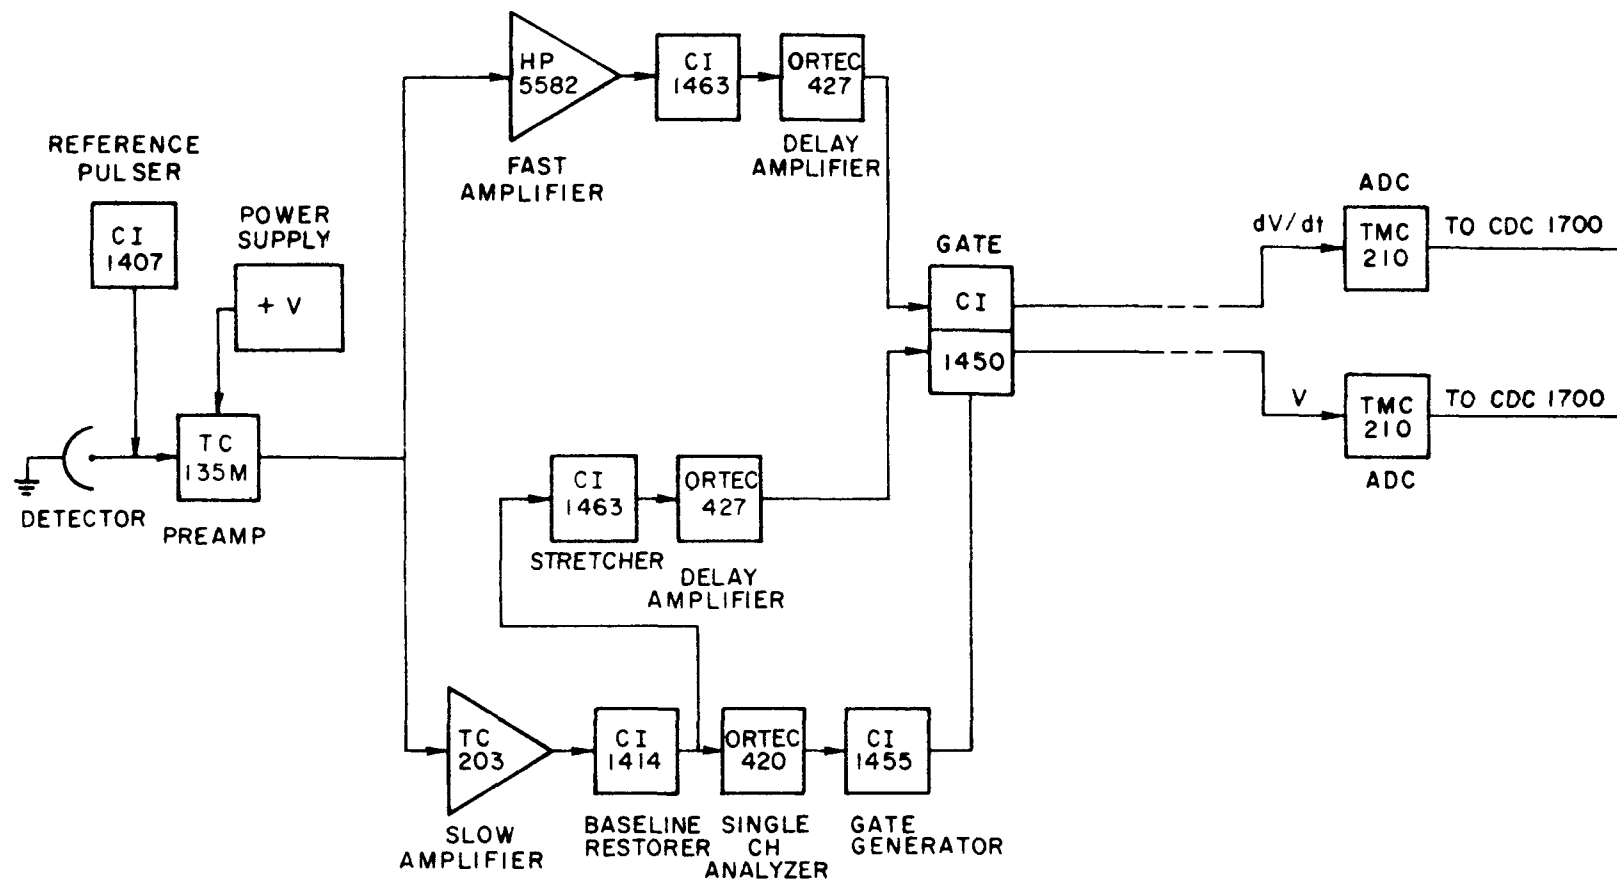 REFERENCE
PULSER
CI
1407
POWER
SUPPLY
+ V
DETECTOR
TC
135M
PREAMP
HP
5582
FAST
AMPLIFIER
CI
1463
ORTEC
427
DELAY
AMPLIFIER
CI
1463
STRETCHER
ORTEC
427
DELAY
AMPLIFIER
TC
203
SLOW
AMPLIFIER
CI
1414
BASELINE
RESTORER
ORTEC
420
SINGLE
CH
ANALYZER
CI
1455
GATE
GENERATOR
GATE
CI
1450
dV/dt
ADC
TMC
210
TO CDC 1700
V
TMC
210
ADC
TO CDC 1700